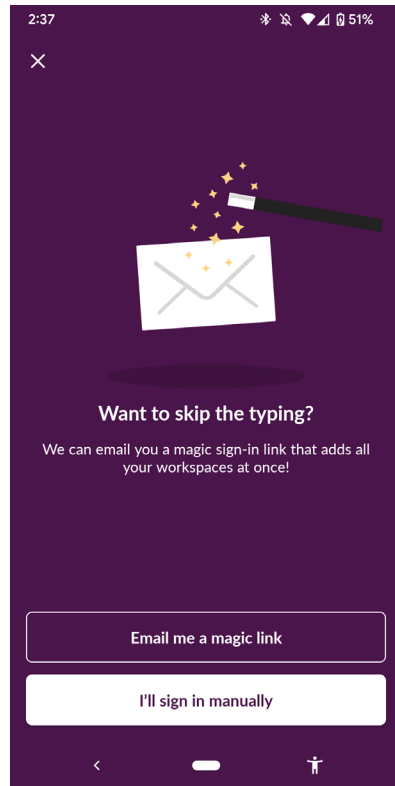 2:37 51%
Want to skip the typing?
We can email you a magic sign-in link that adds all
your workspaces at once!
Email me a magic link
I'll sign in manually